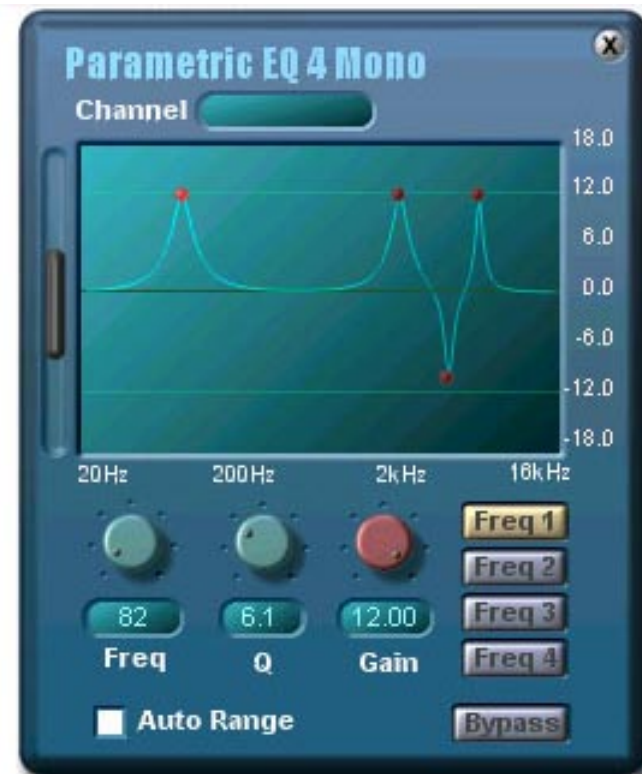 Parametric EQ 4 Mono
X
Channel
18.0
12.0
6.0
0.0
-6.0
-12.0
-18.0
20Hz 200Hz 2kHz 16kHz
Freq 1
Freq 2
Freq 3
Freq 4
82 6.1 12.00
Freq Q Gain
Auto Range
Bypass